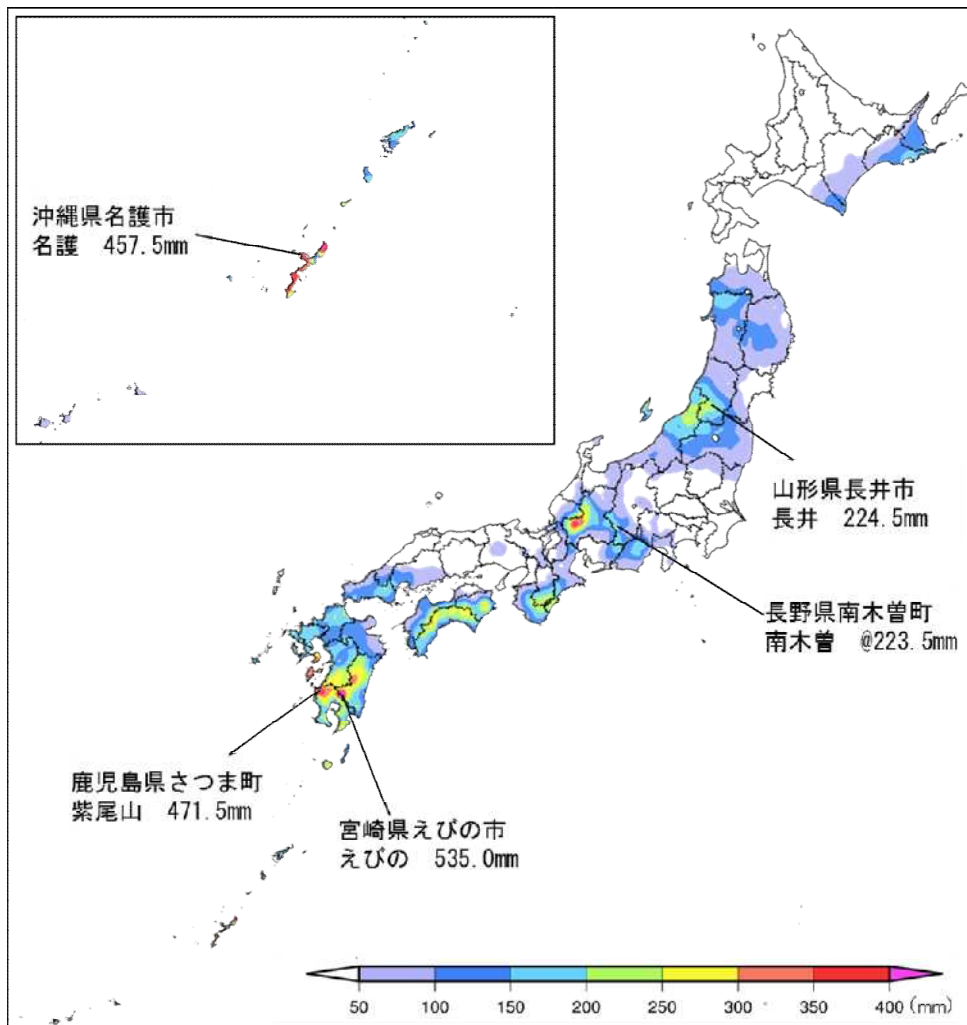 沖縄県名護市
名護 457.5mm
山形県長井市
長井 224.5mm
長野県南木曽町
南木曽 @223.5mm
鹿児島県さつま町
紫尾山 471.5mm
宮崎県えびの市
えびの 535.0mm
50 100 150 200 250 300 350 400 (mm)